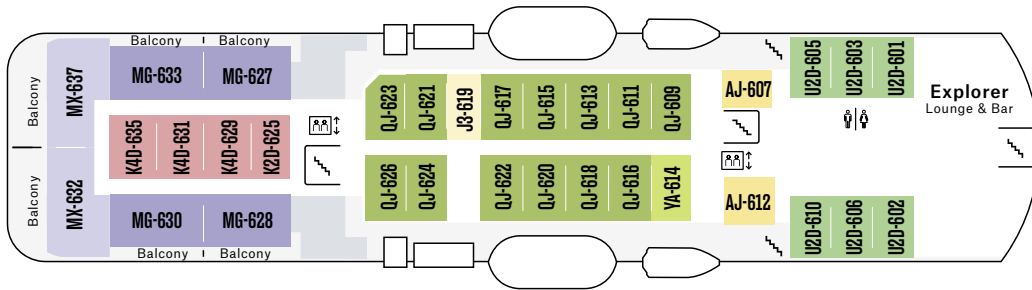 Balcony
Balcony
Balcony
Balcony
MX-637
MX-632
MG-633
MG-627
K4D-635
K4D-631
K4D-629
K2D-625
MG-630
MG-628
Balcony
Balcony
QJ-623
QJ-621
J3-619
QJ-617
QJ-615
QJ-613
QJ-611
QJ-609
QJ-626
QJ-624
QJ-622
QJ-620
QJ-618
QJ-616
YA-614
AJ-607
AJ-612
U2D-605
U2D-603
U2D-601
U2D-610
U2D-606
U2D-602
Explorer
Lounge & Bar